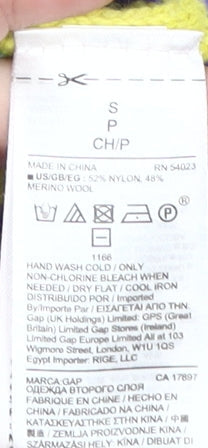 S
P
CH/P
MADE IN CHINA RN 54023
■ US/GB/EG : 52% NYLON, 48%
MERINO WOOL
P ®
1166
HAND WASH COLD / ONLY
NON-CHLORINE BLEACH WHEN
NEEDED / DRY FLAT / COOL IRON
DISTRIBUIDO POR / Imported
By/Importe Par / ΕΙΣΑΓΕΤΑΙ ΑΠΟ ΤΗΝ:
Gap (UK Holdings) Limited: GPS (Great
Britain) Limited Gap Stores (Ireland)
Limited Gap Europe Limited All at 103
Wigmore Street, London, WYU 1QS
Egypt Importer: RIGE, LLC
MARCA GAP CA 17897
ОДЕЖДА ВТОРОГО СЛОЯ
FABRIQUE EN CHINE / HECHO EN
CHINA / FABRICADO NA CHINA /
ΚΑΤΑΣΚΕΥΑΣΤΗΚΕ ΣΤΗΝ ΚΙΝΑ / 中國
製造 / ZEMLJA PROIZVODNJE KINA /
SZÁRMAZÁSI HELY: KÍNA / DIBUAT DI